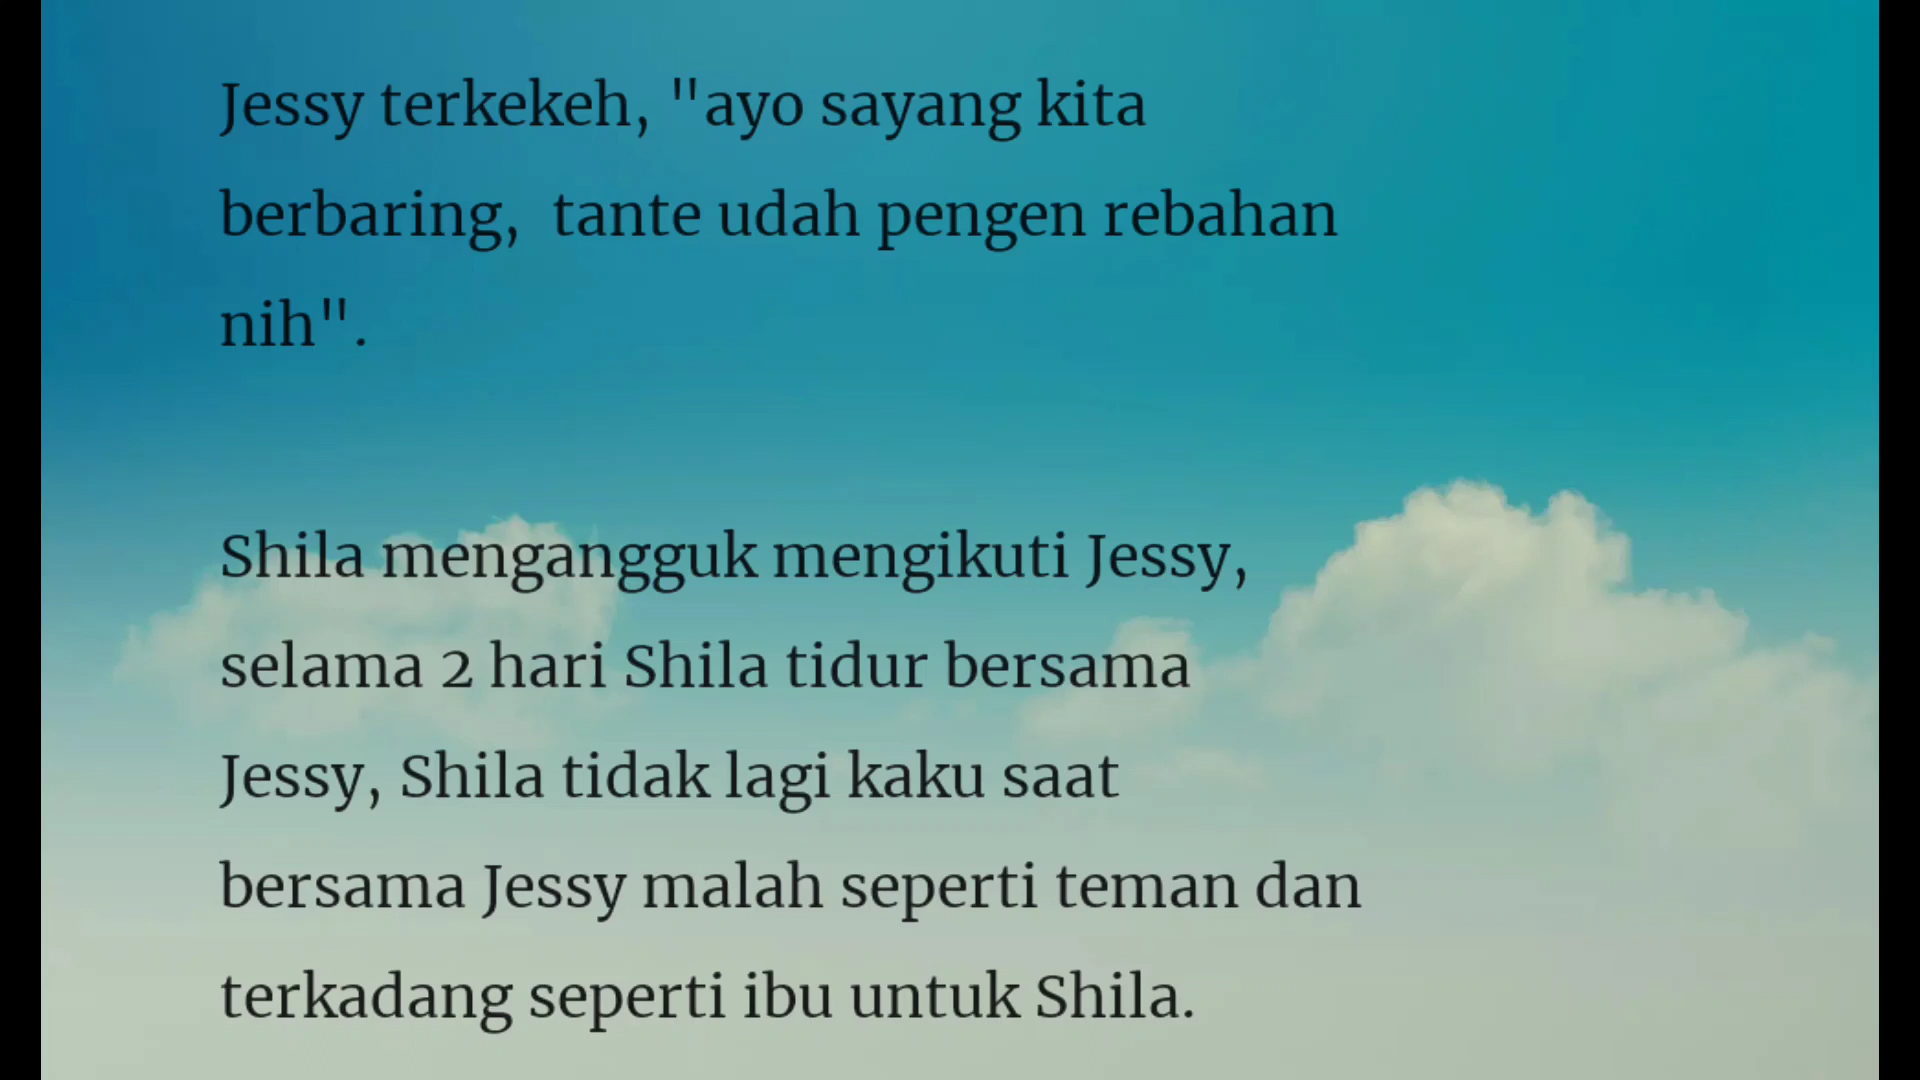 Jessy terkekeh, "ayo sayang kita
berbaring,  tante udah pengen rebahan
nih".
Shila mengangguk mengikuti Jessy,
selama 2 hari Shila tidur bersama
Jessy, Shila tidak lagi kaku saat
bersama Jessy malah seperti teman dan
terkadang seperti ibu untuk Shila.